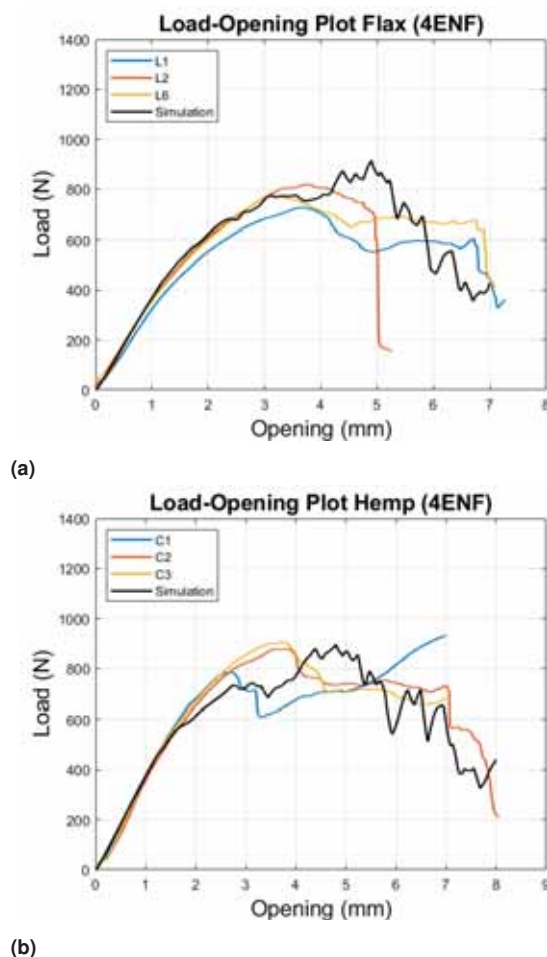 Load-Opening Plot Flax (4ENF)
1400
1200
1000
800
600
400
200
0
Load (N)
L1
L2
L6
Simulation
0 1 2 3 4 5 6 7 8
Opening (mm)
(a)
Load-Opening Plot Hemp (4ENF)
1400
1200
1000
800
600
400
200
0
Load (N)
C1
C2
C3
Simulation
0 1 2 3 4 5 6 7 8 9
Opening (mm)
(b)